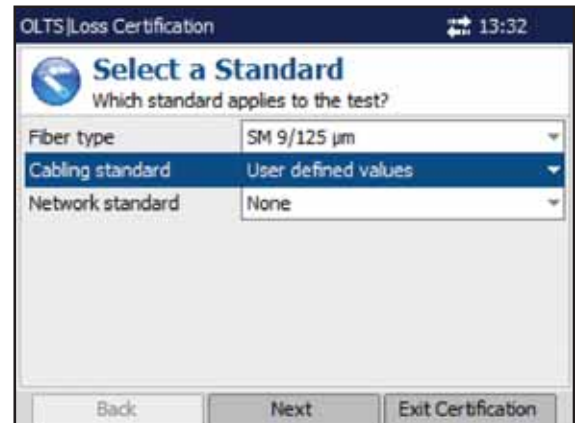 OLTS|Loss Certification 13:32
Select a Standard
Which standard applies to the test?
Fiber type SM 9/125 µm
Cabling standard User defined values
Network standard None
Back Next Exit Certification